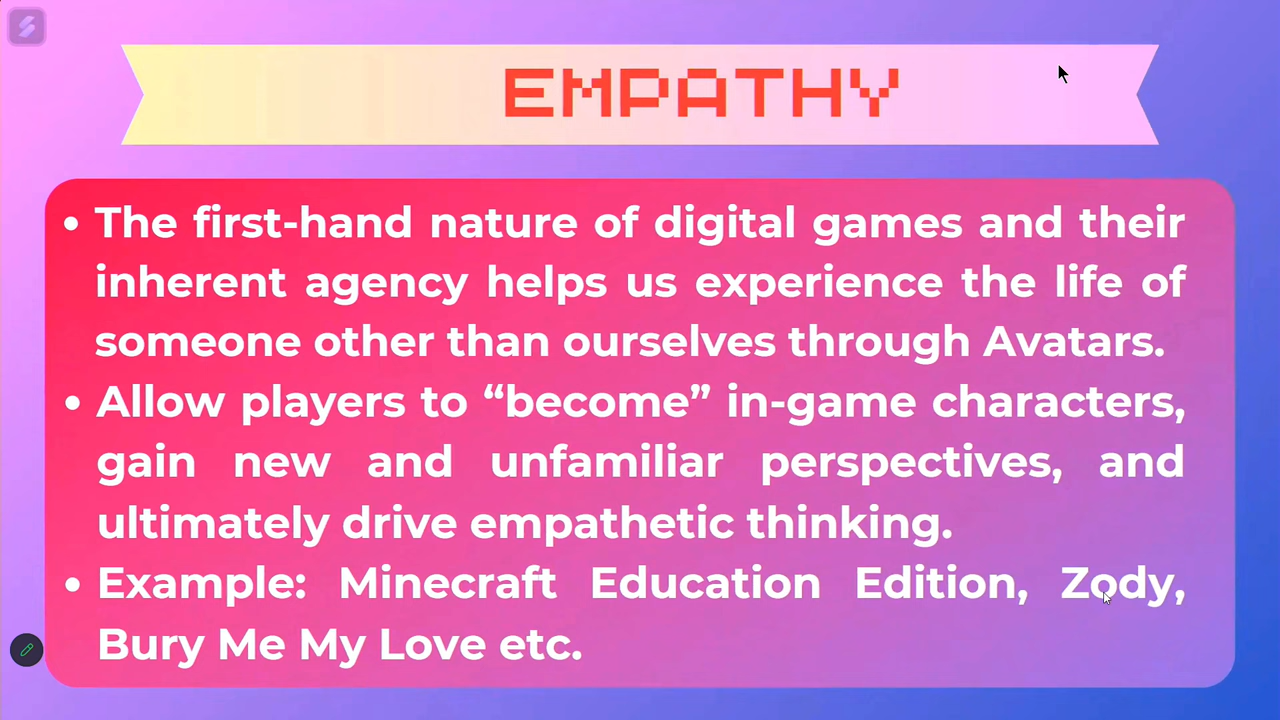 EMPATHY
• The first-hand nature of digital games and their
inherent agency helps us experience the life of
someone other than ourselves through Avatars.
• Allow players to “become” in-game characters,
gain new and unfamiliar perspectives, and
ultimately drive empathetic thinking.
• Example: Minecraft Education Edition, Zody,
Bury Me My Love etc.